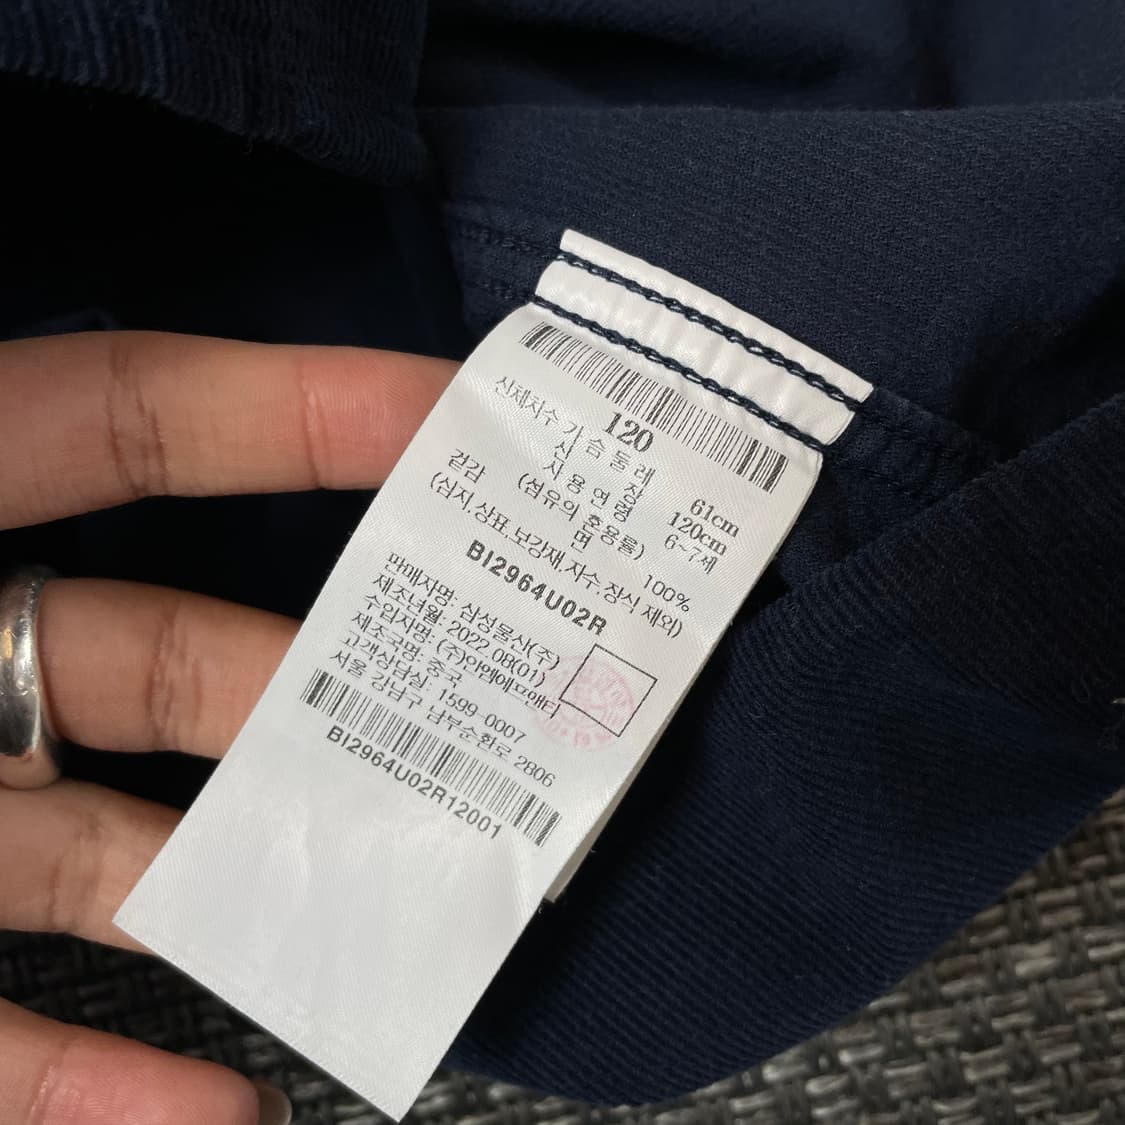 120
신체치수 가슴둘레 61cm
신장 120cm
사용연령 6~7세
(섬유의 혼용율)
겉감 면 100%
(심지,상표,보강재,자수,장식 제외)
BI2964U02R
판매자명: 삼성물산(주)
제조년월: 2022.08(01)
수입자명: (주)인엠에프앤티
제조국명: 중국
고객상담실: 1599-0007
서울 강남구 남부순환로 2806
BI2964U02R12001